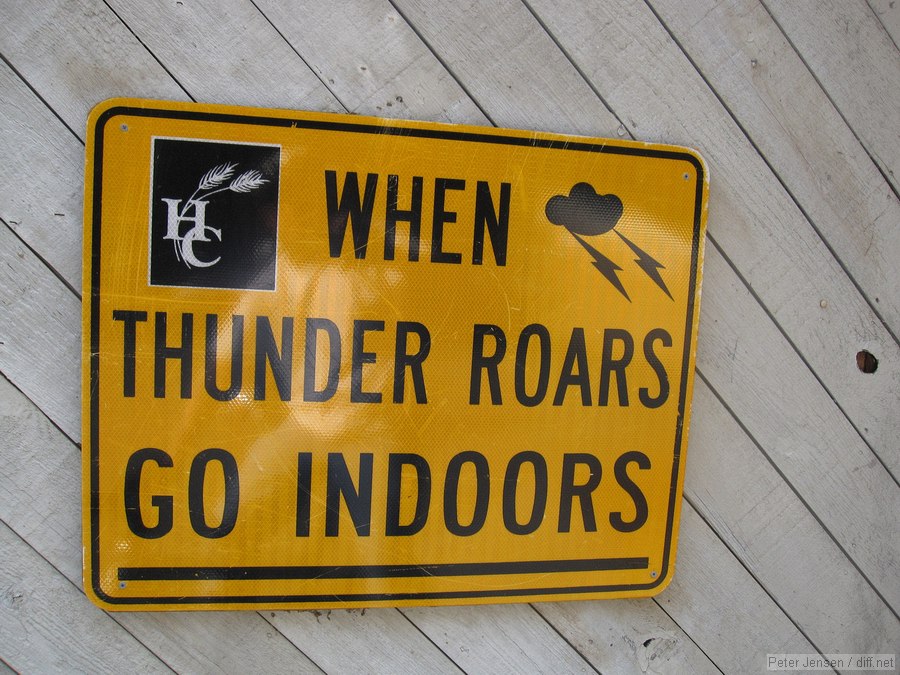 HC
WHEN
THUNDER ROARS
GO INDOORS
Peter Jensen / diff.net